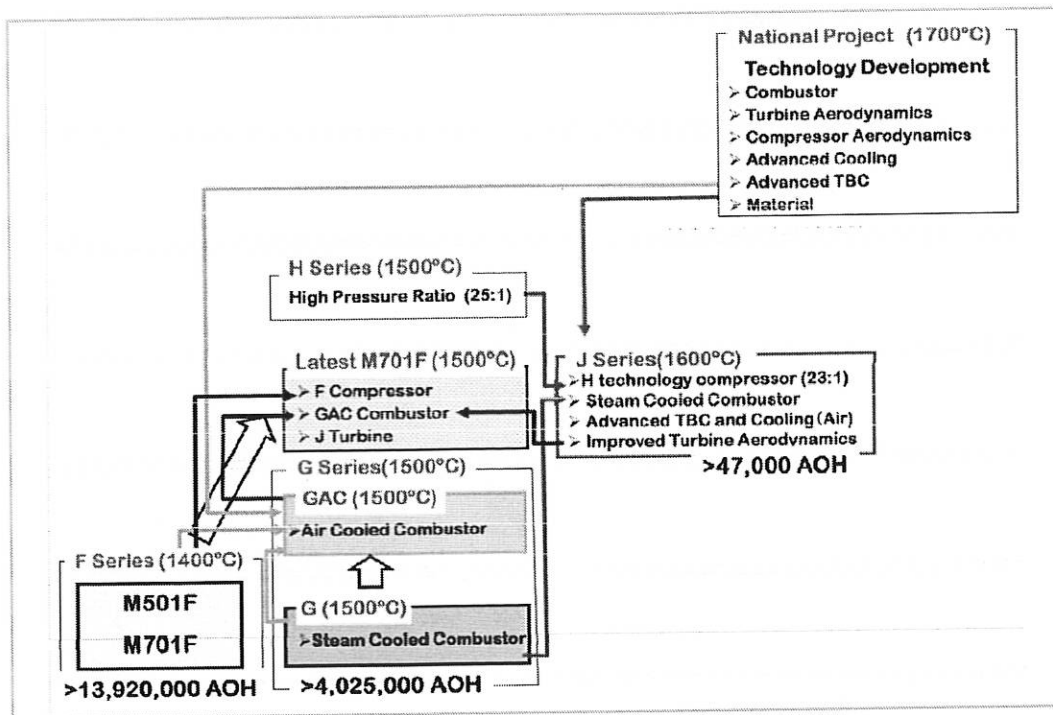 National Project (1700°C)
Technology Development
➢ Combustor
➢ Turbine Aerodynamics
➢ Compressor Aerodynamics
➢ Advanced Cooling
➢ Advanced TBC
➢ Material
H Series (1500°C)
High Pressure Ratio (25:1)
Latest M701F (1500°C)
➢ F Compressor
➢ GAC Combustor
➢ J Turbine
J Series(1600°C)
➢H technology compressor (23:1)
➢ Steam Cooled Combustor
➢ Advanced TBC and Cooling(Air)
➢ Improved Turbine Aerodynamics
>47,000 AOH
G Series(1500°C)
GAC (1500°C)
➢Air Cooled Combustor
G (1500°C)
➢Steam Cooled Combustor
>4,025,000 AOH
F Series (1400°C)
M501F
M701F
>13,920,000 AOH